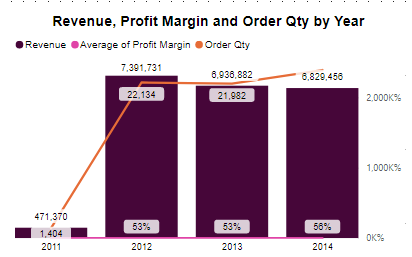 Revenue, Profit Margin and Order Qty by Year
Revenue Average of Profit Margin Order Qty
7,391,731
6,936,882
6,829,456
22,134
21,982
2,000K%
1,000K%
471,370
1,404
53%
53%
56%
0K%
2011
2012
2013
2014